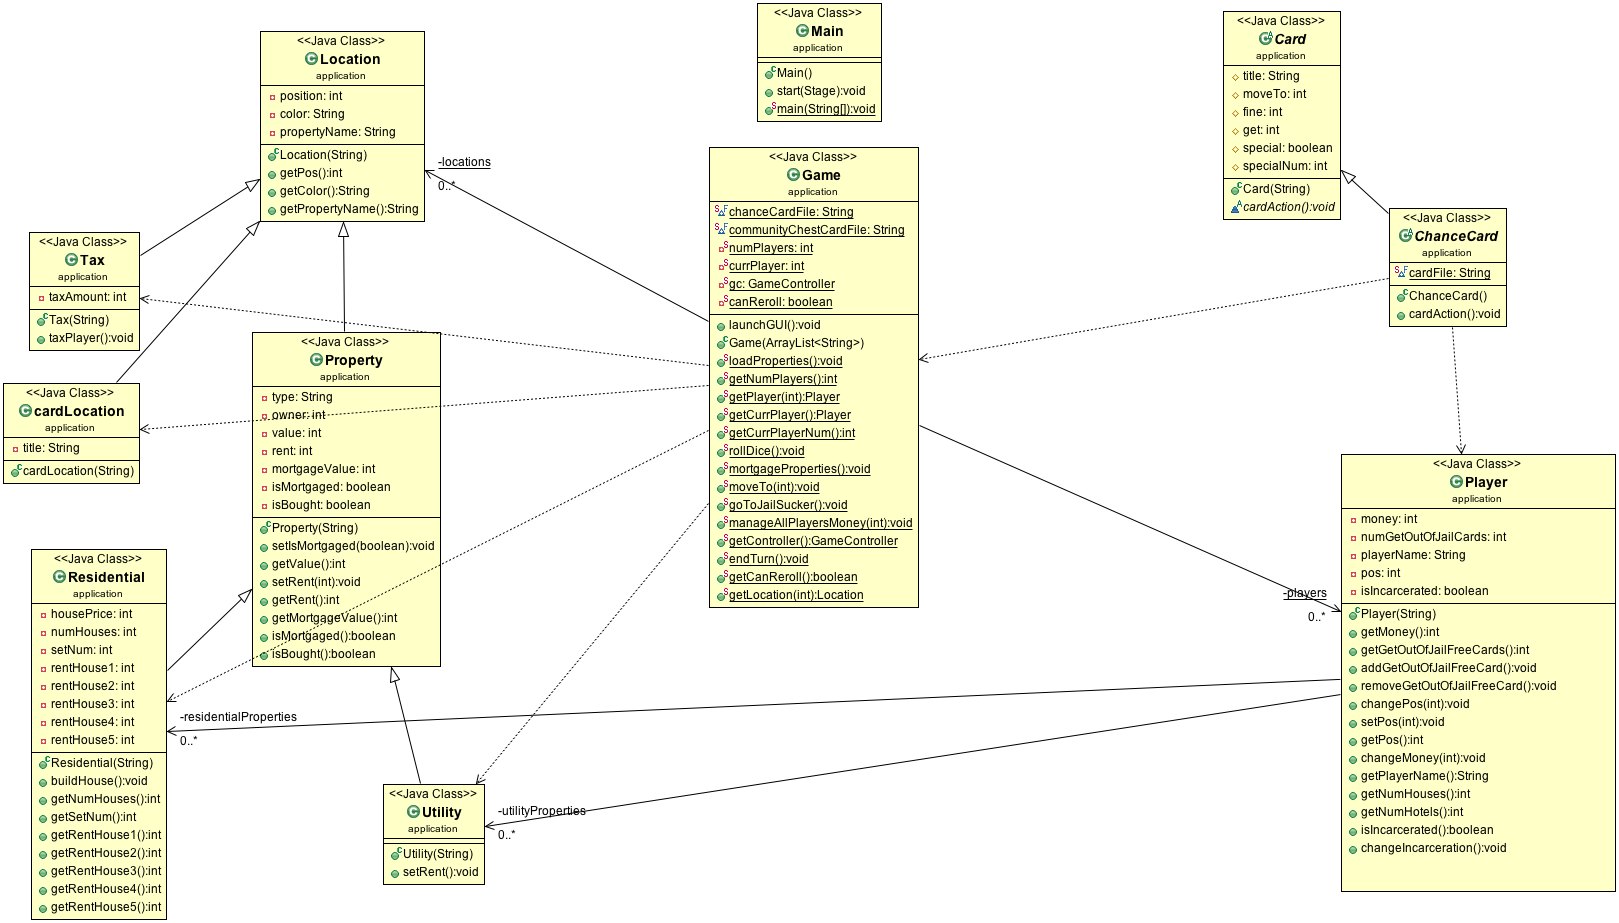 <<Java Class>>
Main
application
Main()
start(Stage):void
main(String[]):void
<<Java Class>>
Card
application
title: String
moveTo: int
fine: int
get: int
special: boolean
specialNum: int
Card(String)
cardAction():void
<<Java Class>>
Location
application
position: int
color: String
propertyName: String
Location(String)
getPos():int
getColor():String
getPropertyName():String
-locations
0..*
<<Java Class>>
Game
application
chanceCardFile: String
communityChestCardFile: String
numPlayers: int
currPlayer: int
gc: GameController
canReroll: boolean
launchGUI():void
Game(ArrayList<String>)
loadProperties():void
getNumPlayers():int
getPlayer(int):Player
getCurrPlayer():Player
getCurrPlayerNum():int
rollDice():void
mortgageProperties():void
moveTo(int):void
goToJailSucker():void
manageAllPlayersMoney(int):void
getController():GameController
endTurn():void
getCanReroll():boolean
getLocation(int):Location
<<Java Class>>
ChanceCard
application
cardFile: String
ChanceCard()
cardAction():void
<<Java Class>>
Tax
application
taxAmount: int
Tax(String)
taxPlayer():void
<<Java Class>>
cardLocation
application
title: String
cardLocation(String)
<<Java Class>>
Property
application
type: String
owner: int
value: int
rent: int
mortgageValue: int
isMortgaged: boolean
isBought: boolean
Property(String)
setIsMortgaged(boolean):void
getValue():int
setRent(int):void
getRent():int
getMortgageValue():int
isMortgaged():boolean
isBought():boolean
<<Java Class>>
Player
application
money: int
numGetOutOfJailCards: int
playerName: String
pos: int
isIncarcerated: boolean
Player(String)
getMoney():int
getGetOutOfJailFreeCards():int
addGetOutOfJailFreeCard():void
removeGetOutOfJailFreeCard():void
changePos(int):void
setPos(int):void
getPos():int
changeMoney(int):void
getPlayerName():String
getNumHouses():int
getNumHotels():int
isIncarcerated():boolean
changeIncarceration():void
-players
0..*
<<Java Class>>
Residential
application
housePrice: int
numHouses: int
setNum: int
rentHouse1: int
rentHouse2: int
rentHouse3: int
rentHouse4: int
rentHouse5: int
Residential(String)
buildHouse():void
getNumHouses():int
getSetNum():int
getRentHouse1():int
getRentHouse2():int
getRentHouse3():int
getRentHouse4():int
getRentHouse5():int
-residentialProperties
0..*
<<Java Class>>
Utility
application
Utility(String)
setRent():void
-utilityProperties
0..*